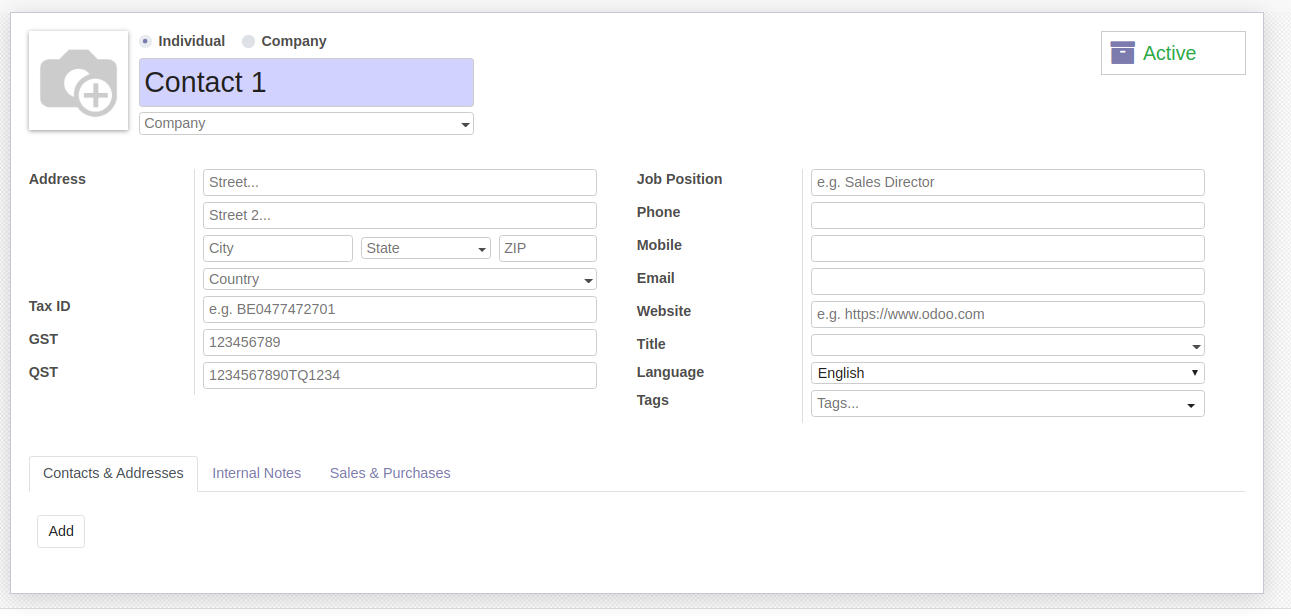 Individual Company
Active
Contact 1
Company
Address
Street...
Street 2...
City State ZIP
Country
Tax ID e.g. BE0477472701
GST 123456789
QST 1234567890TQ1234
Job Position e.g. Sales Director
Phone
Mobile
Email
Website e.g. https://www.odoo.com
Title
Language English
Tags Tags...
Contacts & Addresses Internal Notes Sales & Purchases
Add